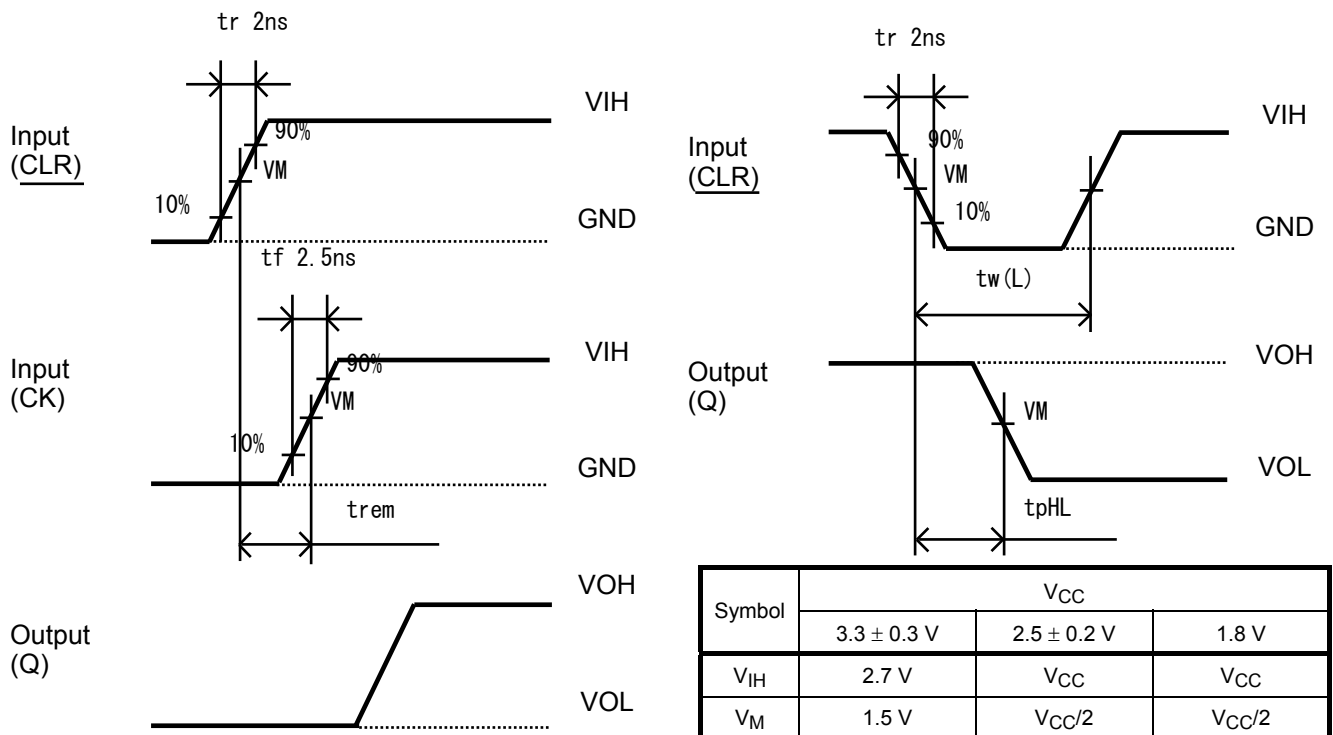 tr 2ns
Input
(CLR)
VIH
90%
VM
10%
GND
tf 2.5ns
Input
(CK)
VIH
90%
VM
10%
GND
trem
Output
(Q)
VOH
VOL
tr 2ns
Input
(CLR)
VIH
90%
VM
10%
GND
tw(L)
Output
(Q)
VOH
VM
VOL
tpHL
Symbol VCC
3.3 ± 0.3 V 2.5 ± 0.2 V 1.8 V
VIH 2.7 V VCC VCC
VM 1.5 V VCC/2 VCC/2